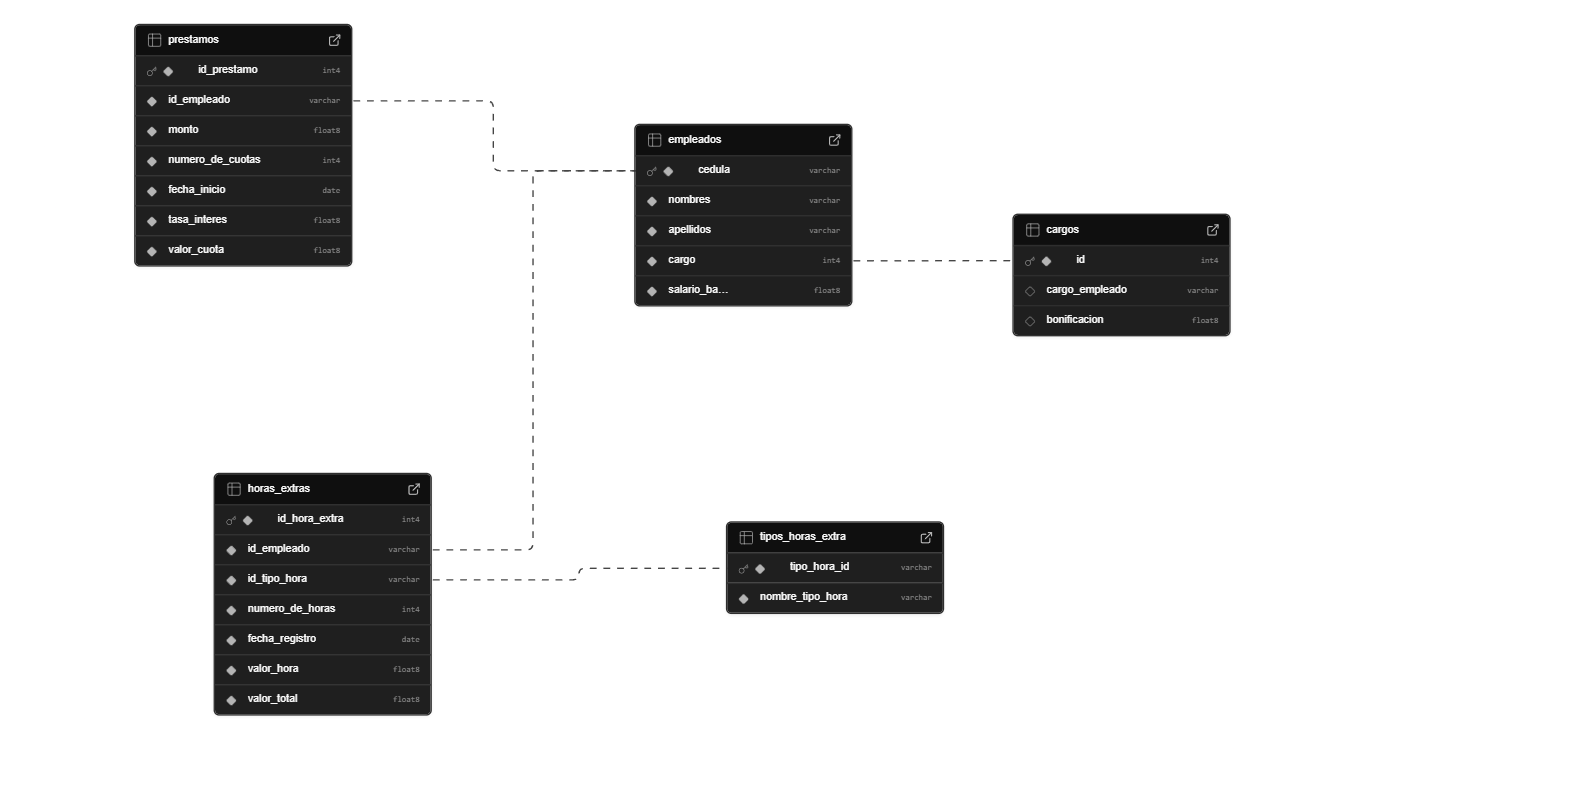 prestamos
id_prestamo int4
id_empleado varchar
monto float8
numero_de_cuotas int4
fecha_inicio date
tasa_interes float8
valor_cuota float8
empleados
cedula varchar
nombres varchar
apellidos varchar
cargo int4
salario_ba... float8
cargos
id int4
cargo_empleado varchar
bonificacion float8
horas_extras
id_hora_extra int4
id_empleado varchar
id_tipo_hora varchar
numero_de_horas int4
fecha_registro date
valor_hora float8
valor_total float8
tipos_horas_extra
tipo_hora_id varchar
nombre_tipo_hora varchar